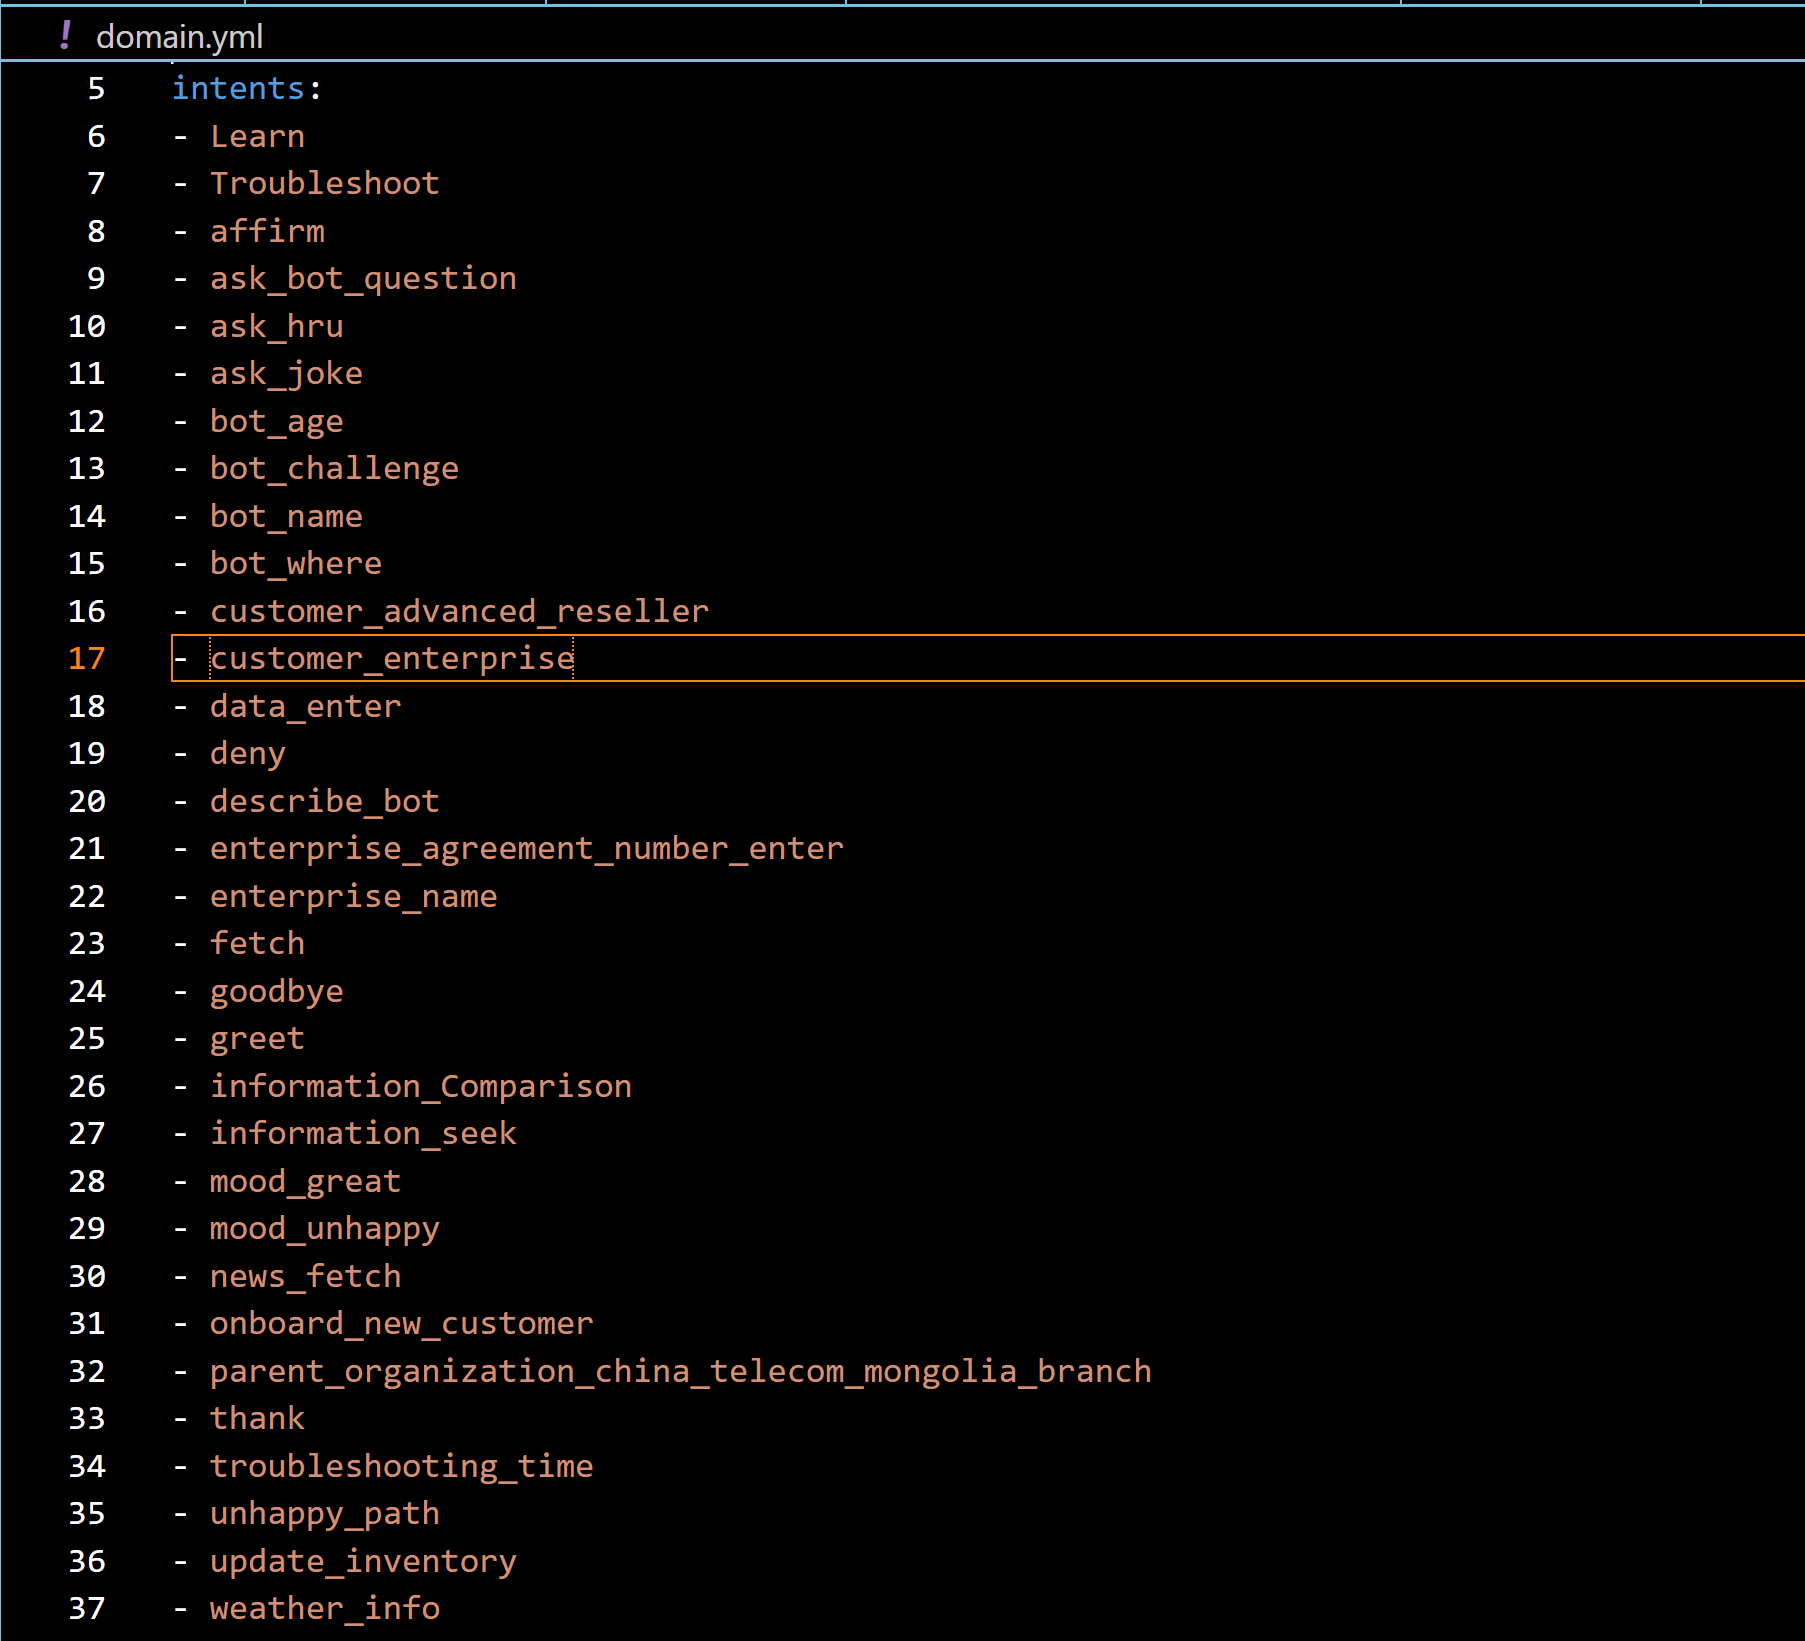 ! domain.yml
5 intents:
6 - Learn
7 - Troubleshoot
8 - affirm
9 - ask_bot_question
10 - ask_hru
11 - ask_joke
12 - bot_age
13 - bot_challenge
14 - bot_name
15 - bot_where
16 - customer_advanced_reseller
17 - customer_enterprise
18 - data_enter
19 - deny
20 - describe_bot
21 - enterprise_agreement_number_enter
22 - enterprise_name
23 - fetch
24 - goodbye
25 - greet
26 - information_Comparison
27 - information_seek
28 - mood_great
29 - mood_unhappy
30 - news_fetch
31 - onboard_new_customer
32 - parent_organization_china_telecom_mongolia_branch
33 - thank
34 - troubleshooting_time
35 - unhappy_path
36 - update_inventory
37 - weather_info